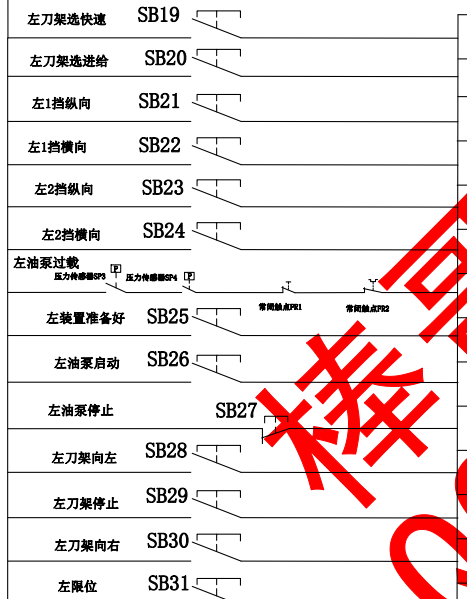 左刀架选快速 SB19
左刀架选进给 SB20
左1挡纵向 SB21
左1挡横向 SB22
左2挡纵向 SB23
左2挡横向 SB24
左油泵过载
压力传感器SP3 P 压力传感器SP4 P 常闭触点FR1 常闭触点FR2
左装置准备好 SB25
左油泵启动 SB26
左油泵停止 SB27
左刀架向左 SB28
左刀架停止 SB29
左刀架向右 SB30
左限位 SB31
棒